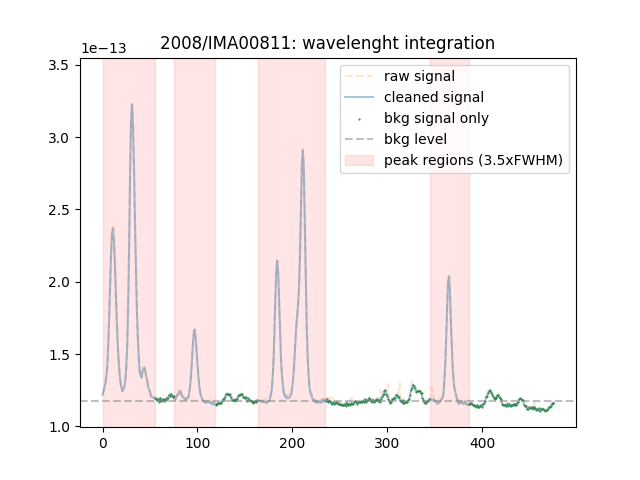 2008/IMA00811: wavelenght integration
1e−13
3.5
3.0
2.5
2.0
1.5
1.0
0
100
200
300
400
raw signal
cleaned signal
bkg signal only
bkg level
peak regions (3.5xFWHM)